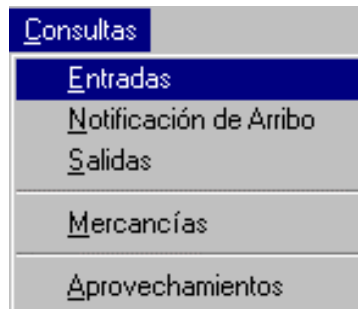 Consultas
Entradas
Notificación de Arribo
Salidas
Mercancías
Aprovechamientos